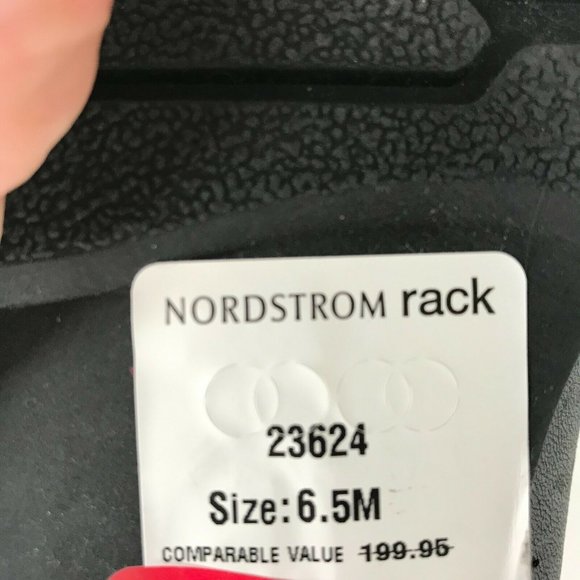 NORDSTROM rack
23624
Size:6.5M
COMPARABLE VALUE 199.95